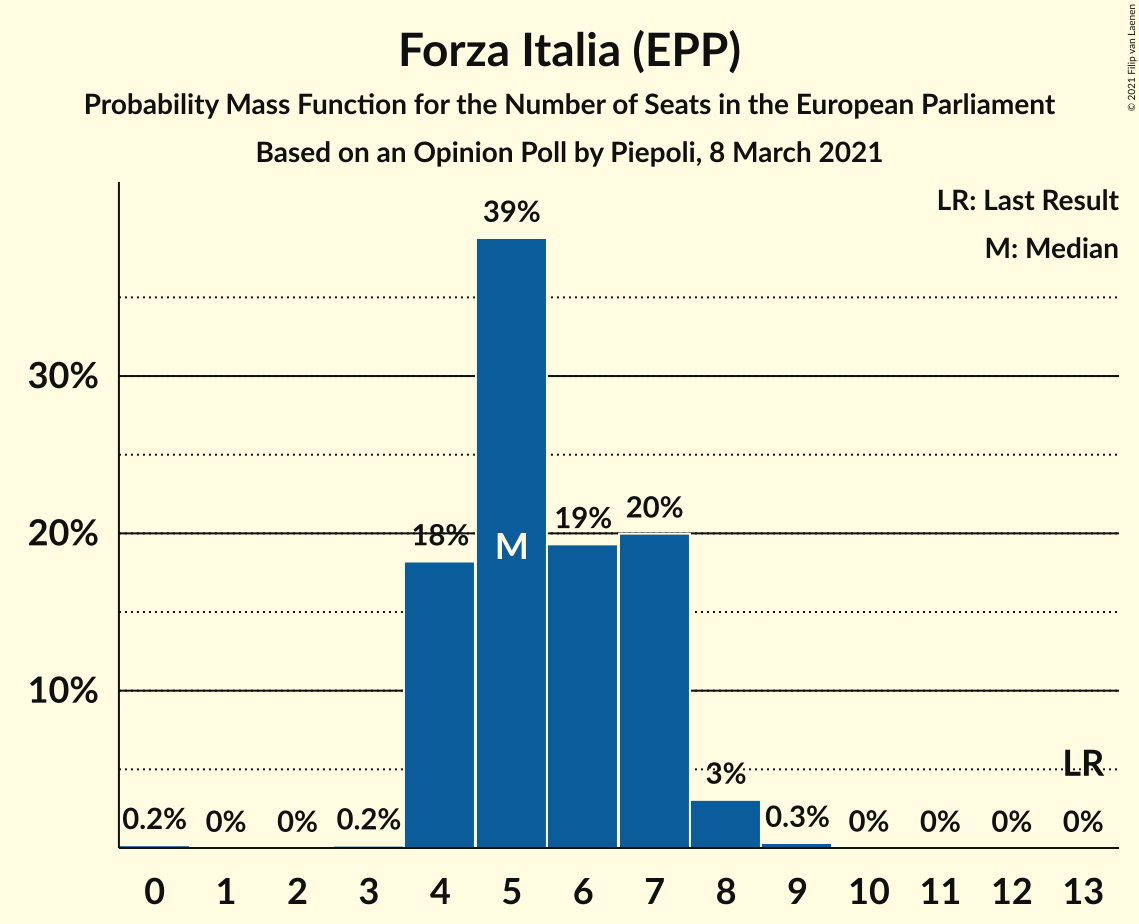 Forza Italia (EPP)
Probability Mass Function for the Number of Seats in the European Parliament
Based on an Opinion Poll by Piepoli, 8 March 2021
© 2021 Filip van Laenen
LR: Last Result
M: Median
39%
30%
20%
18%
M
19%
20%
10%
3%
LR
0.2%
0%
0%
0.2%
0.3%
0%
0%
0%
0%
0 1 2 3 4 5 6 7 8 9 10 11 12 13